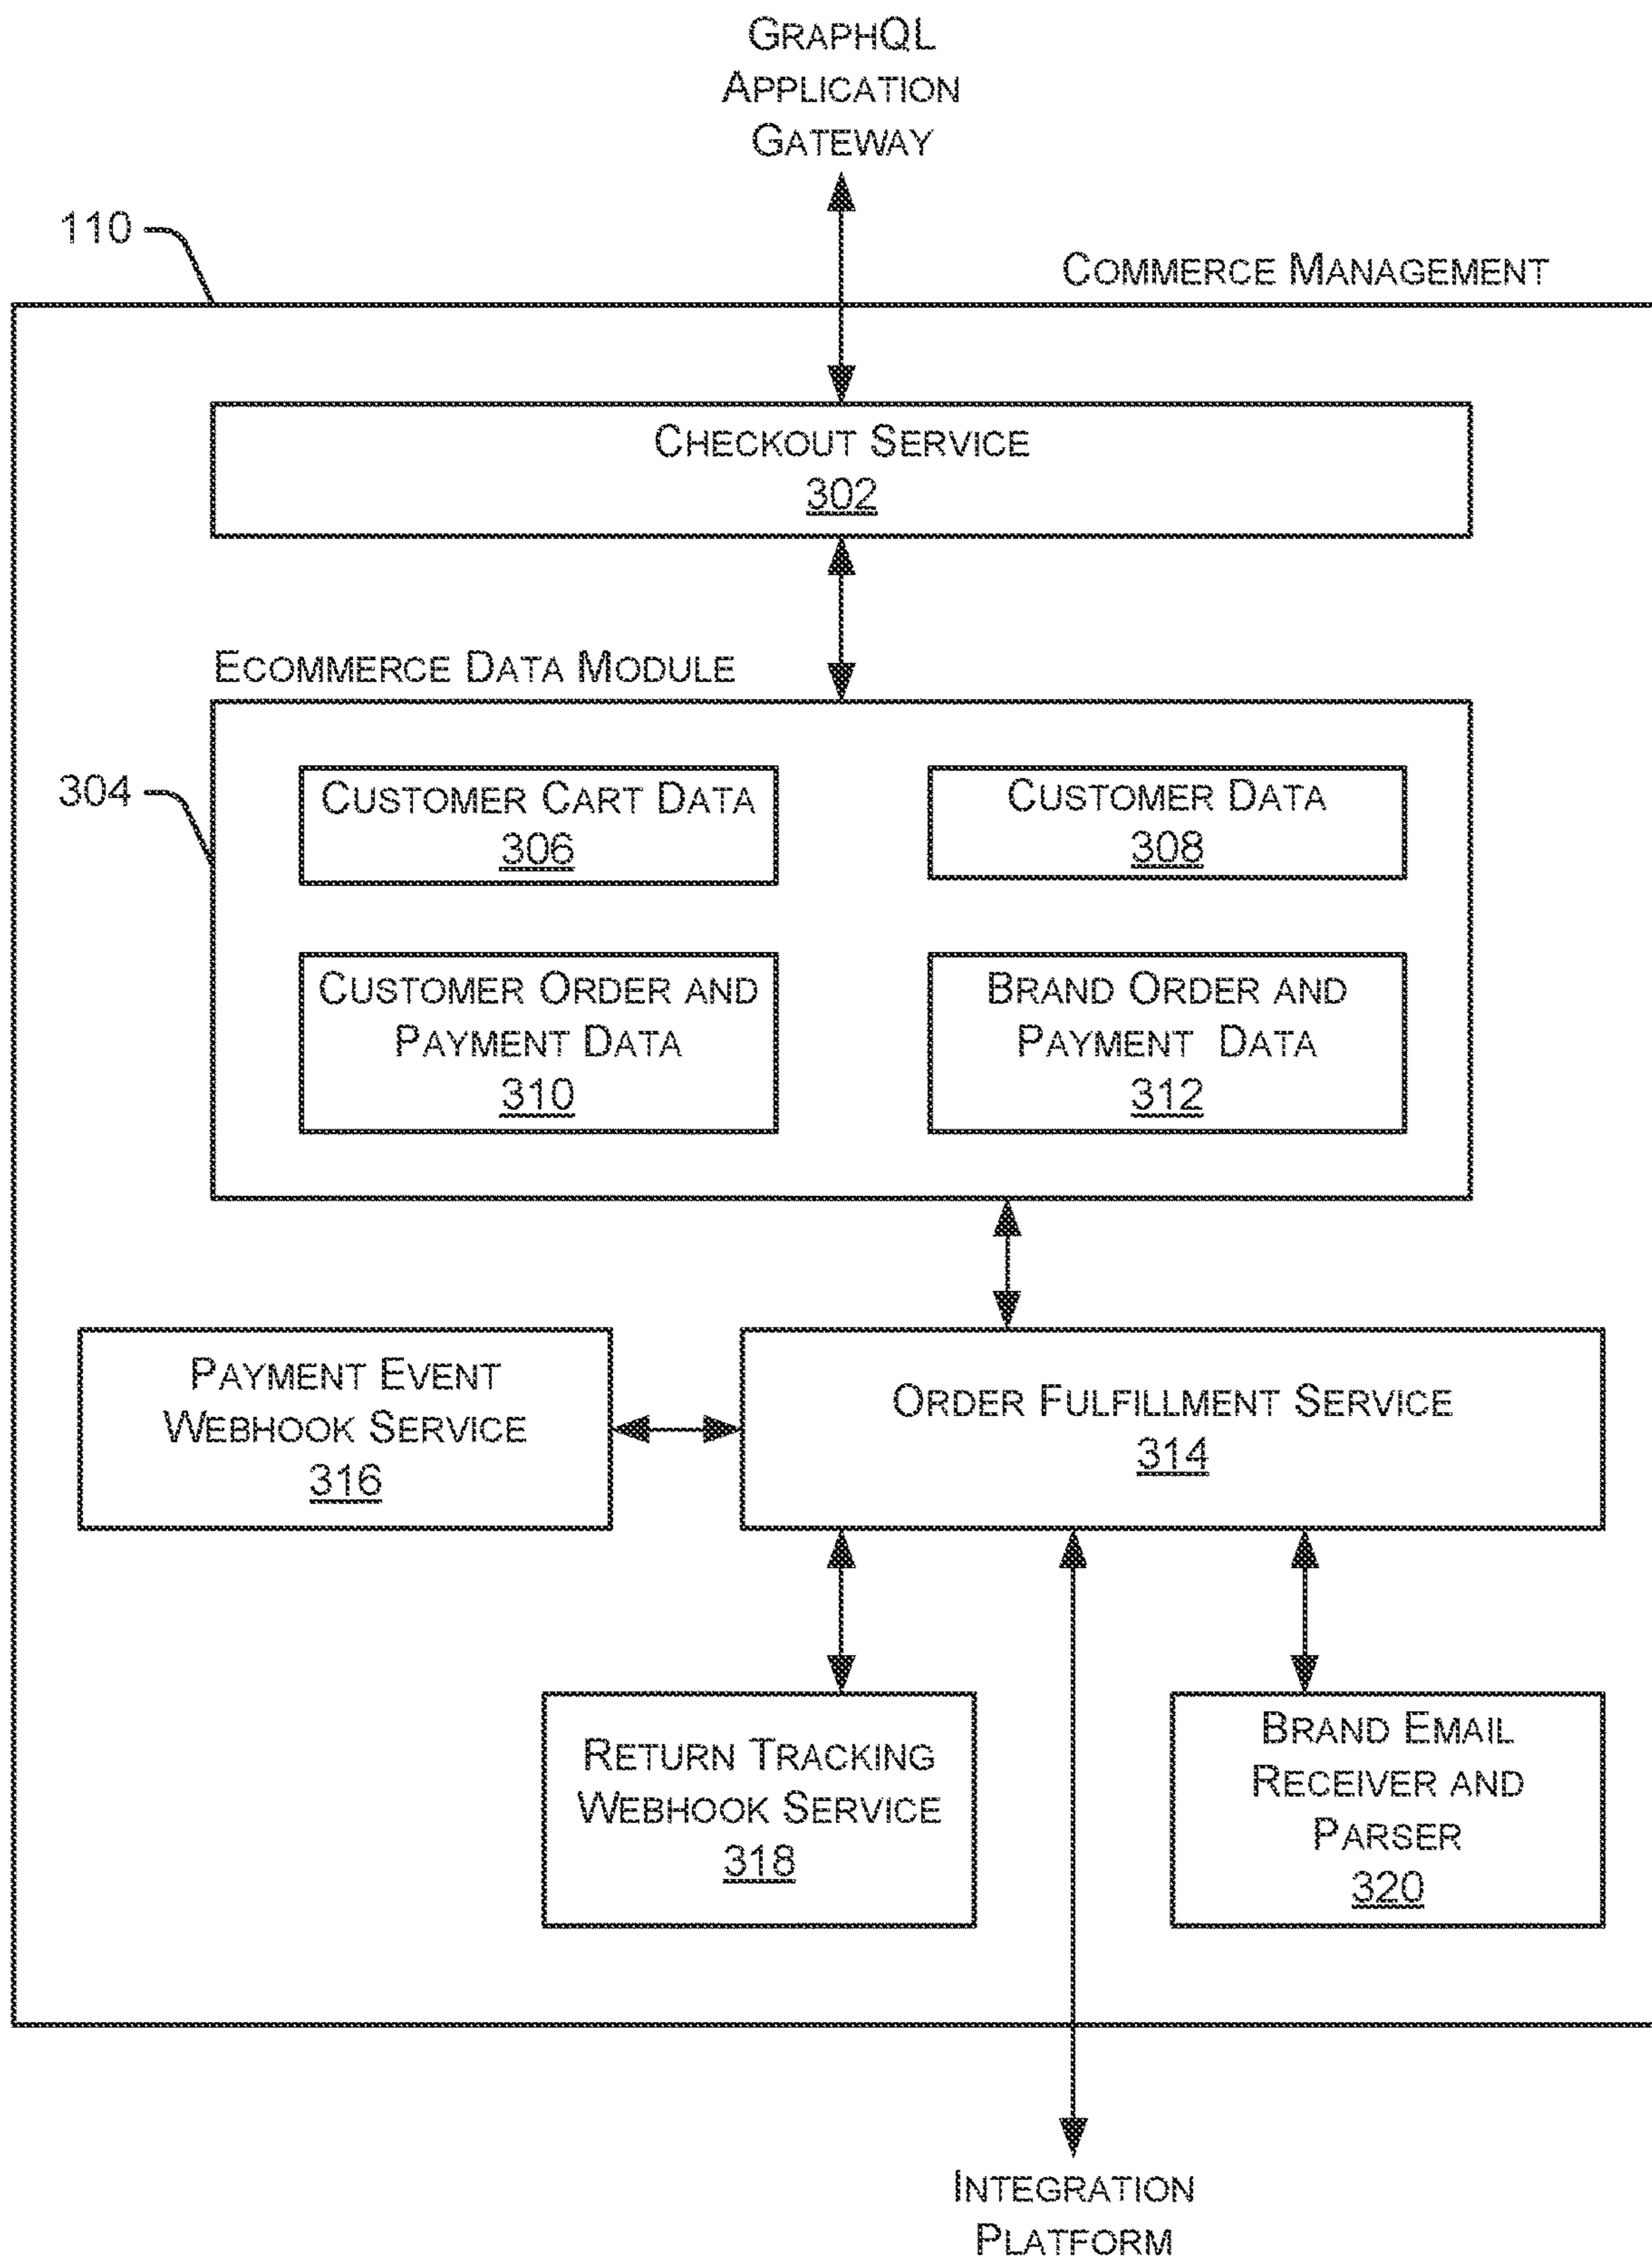 GRAPHQL
APPLICATION
GATEWAY
110
COMMERCE MANAGEMENT
CHECKOUT SERVICE
302
ECOMMERCE DATA MODULE
304
CUSTOMER CART DATA
306
CUSTOMER DATA
308
CUSTOMER ORDER AND
PAYMENT DATA
310
BRAND ORDER AND
PAYMENT DATA
312
PAYMENT EVENT
WEBHOOK SERVICE
316
ORDER FULFILLMENT SERVICE
314
RETURN TRACKING
WEBHOOK SERVICE
318
BRAND EMAIL
RECEIVER AND
PARSER
320
INTEGRATION
PLATFORM